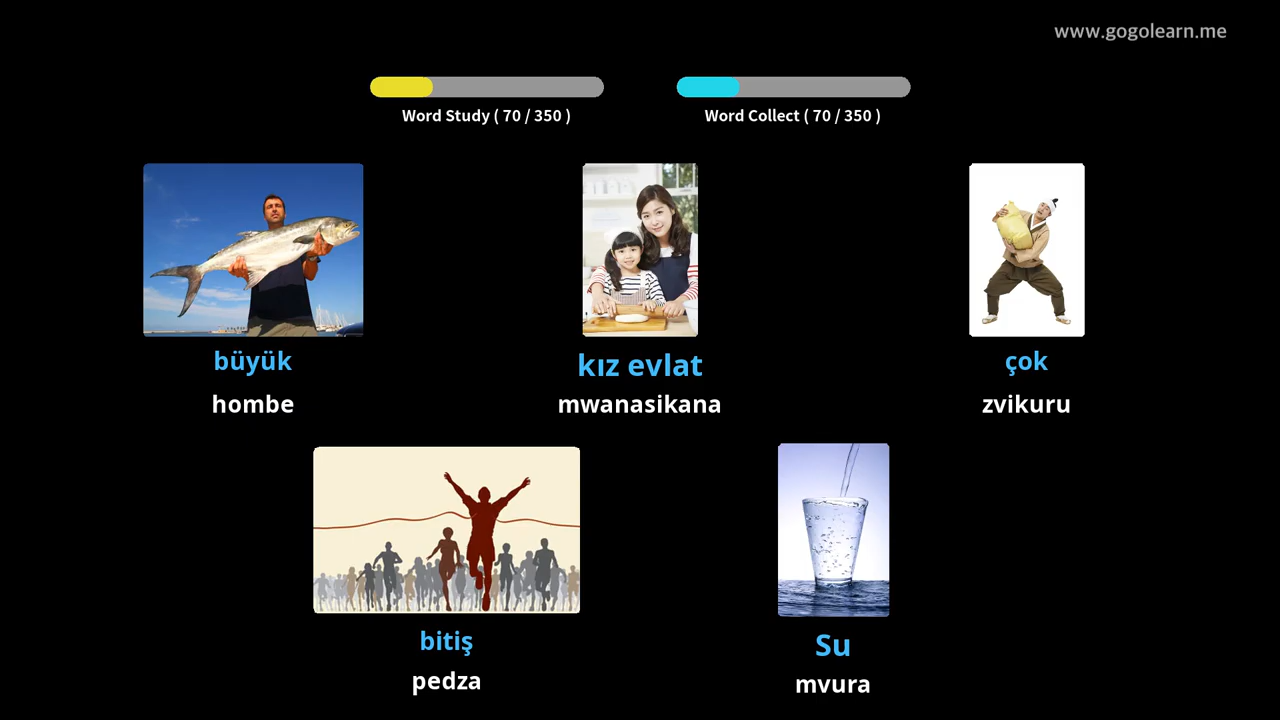 www.gogolearn.me
Word Study ( 70 / 350 )
Word Collect ( 70 / 350 )
büyük
hombe
kız evlat
mwanasikana
çok
zvikuru
bitiş
pedza
Su
mvura